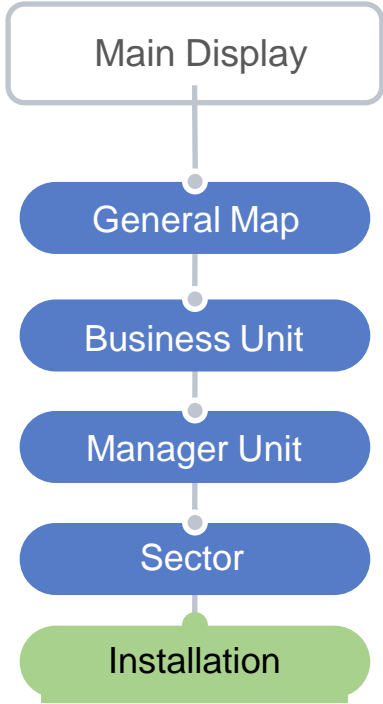 Main Display
General Map
Business Unit
Manager Unit
Sector
Installation